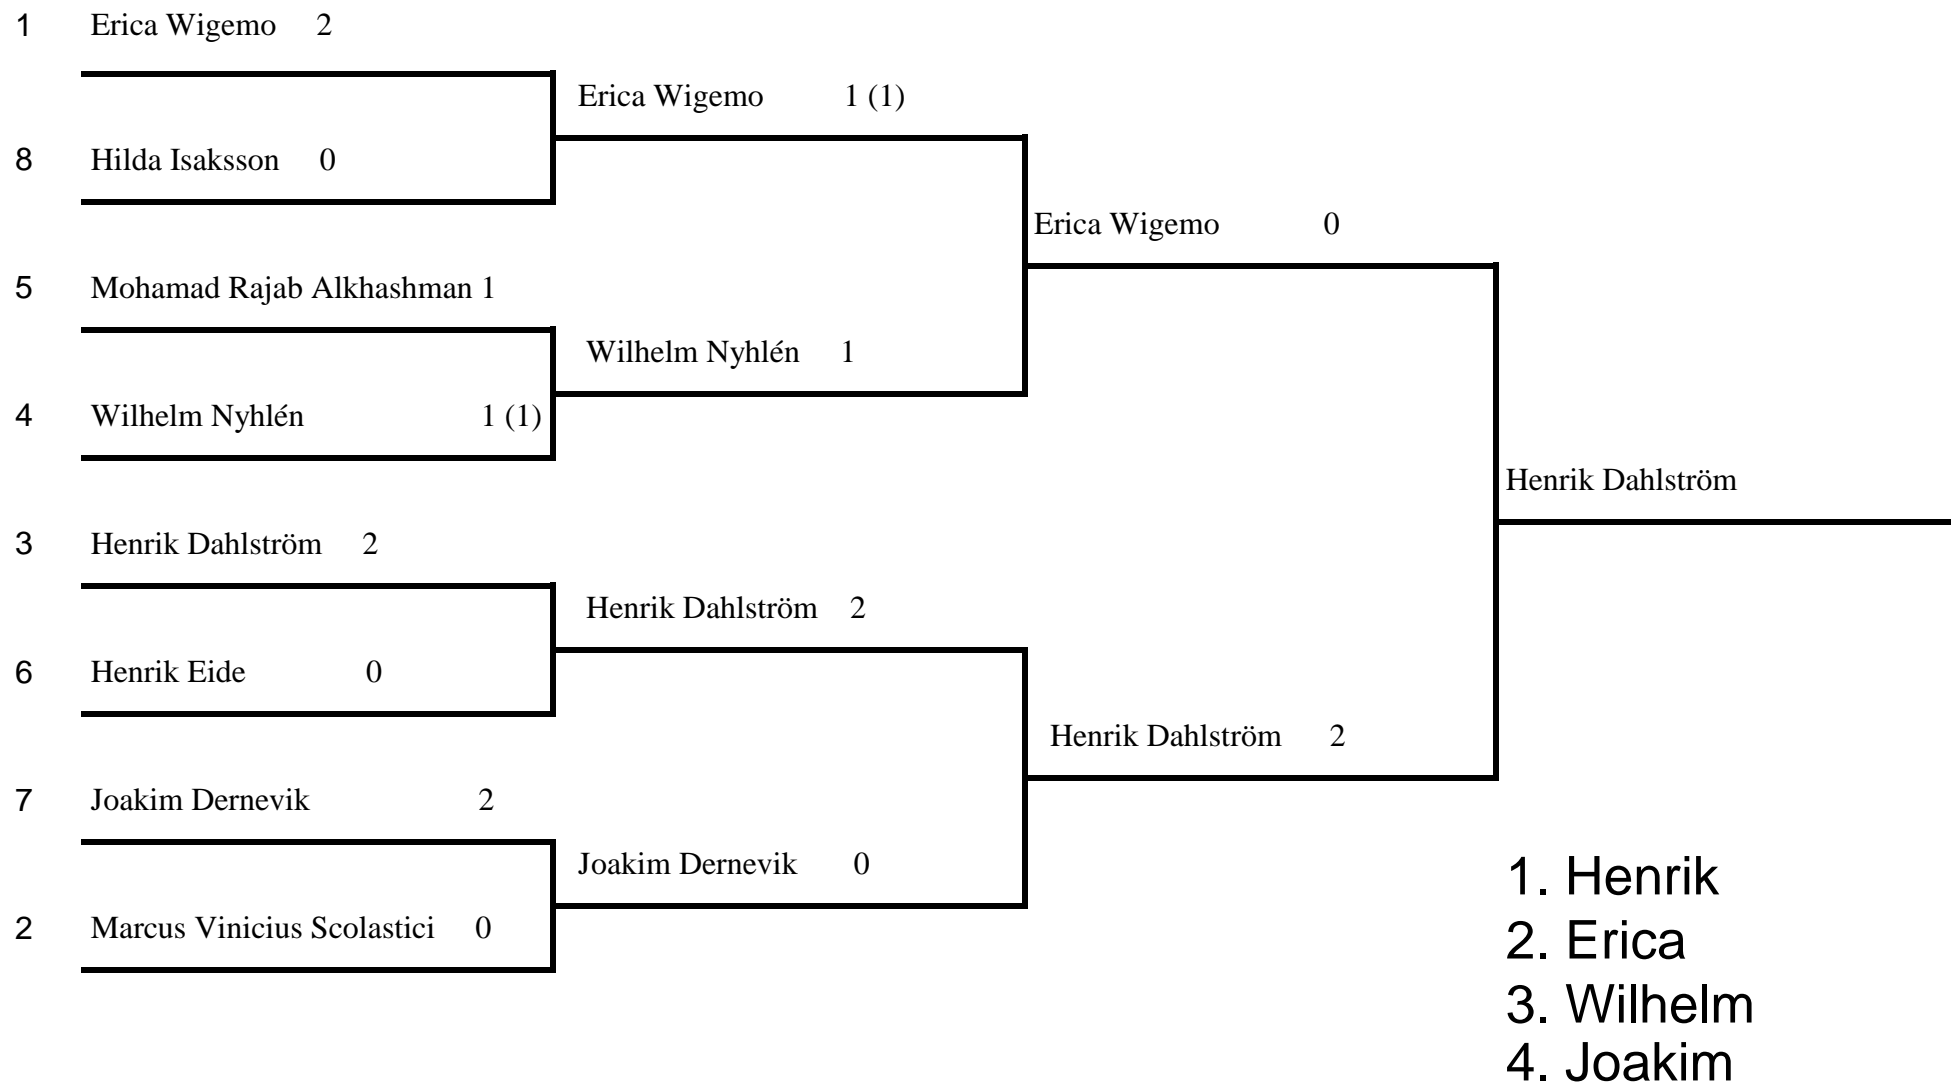 1 Erica Wigemo 2
Erica Wigemo 1 (1)
8 Hilda Isaksson 0
Erica Wigemo 0
5 Mohamad Rajab Alkhashman 1
Wilhelm Nyhlén 1
4 Wilhelm Nyhlén 1 (1)
Henrik Dahlström
3 Henrik Dahlström 2
Henrik Dahlström 2
6 Henrik Eide 0
Henrik Dahlström 2
7 Joakim Dernevik 2
Joakim Dernevik 0
2 Marcus Vinicius Scolastici 0
1. Henrik
2. Erica
3. Wilhelm
4. Joakim